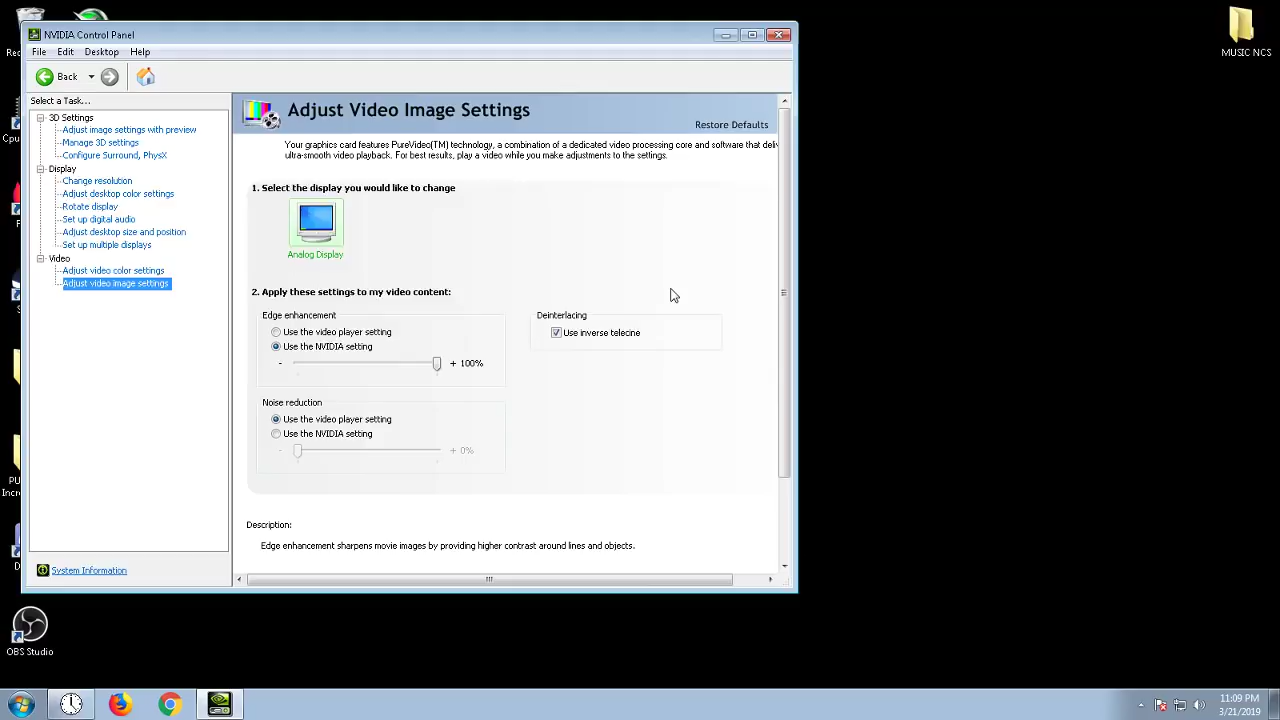 MUSIC NCS
NVIDIA Control Panel
File Edit Desktop Help
Back
Select a Task...
3D Settings
Adjust image settings with preview
Manage 3D settings
Configure Surround, PhysX
Display
Change resolution
Adjust desktop color settings
Rotate display
Set up digital audio
Adjust desktop size and position
Set up multiple displays
Video
Adjust video color settings
Adjust video image settings
System Information
Adjust Video Image Settings
Restore Defaults
Your graphics card features PureVideo(TM) technology, a combination of a dedicated video processing core and software that deliv
ultra-smooth video playback. For best results, play a video while you make adjustments to the settings.
1. Select the display you would like to change
Analog Display
2. Apply these settings to my video content:
Edge enhancement
Use the video player setting
Use the NVIDIA setting
- + 100%
Noise reduction
Use the video player setting
Use the NVIDIA setting
- + 0%
Deinterlacing
Use inverse telecine
Description:
Edge enhancement sharpens movie images by providing higher contrast around lines and objects.
OBS Studio
11:09 PM
3/21/2019